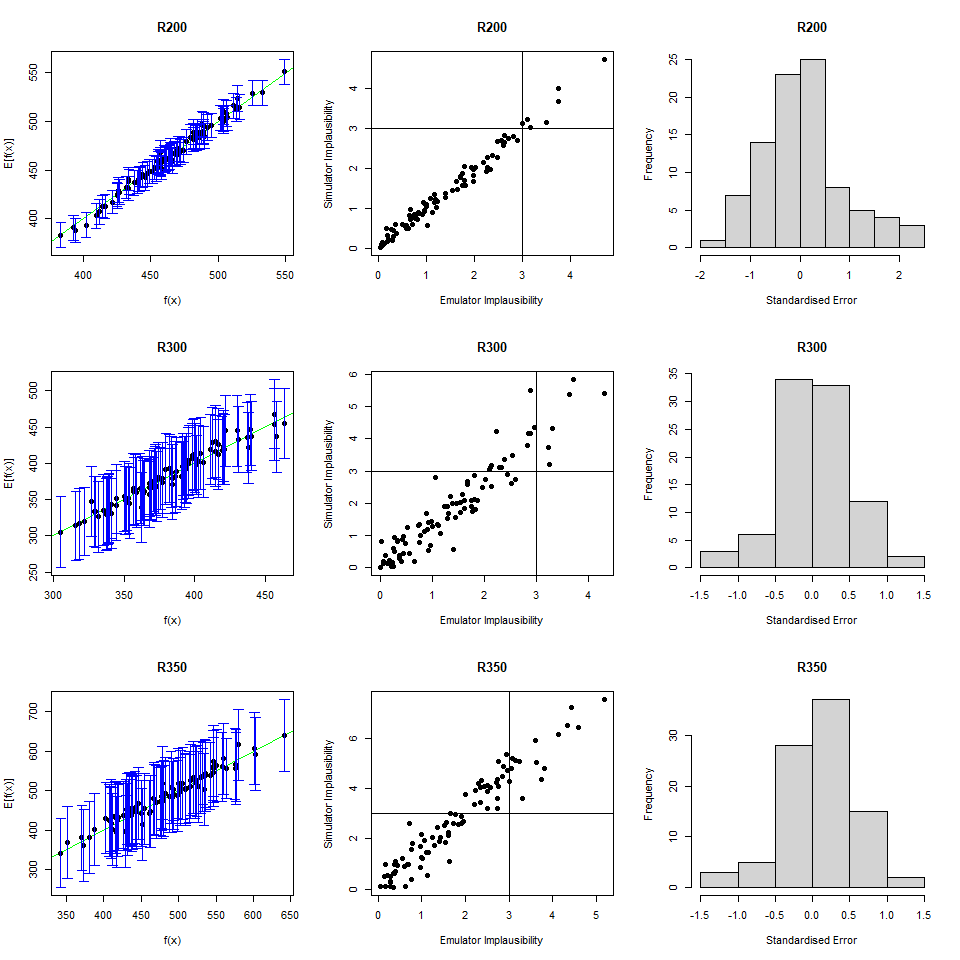 R200
E[f(x)]
400 450 500 550
400 450 500 550
f(x)
R200
Simulator Implausibility
0 1 2 3 4
0 1 2 3 4
Emulator Implausibility
R200
Frequency
0 5 10 15 20 25
-2 -1 0 1 2
Standardised Error
R300
E[f(x)]
250 300 350 400 450 500
300 350 400 450
f(x)
R300
Simulator Implausibility
0 1 2 3 4 5 6
0 1 2 3 4
Emulator Implausibility
R300
Frequency
0 5 10 15 20 25 30 35
-1.5 -1.0 -0.5 0.0 0.5 1.0 1.5
Standardised Error
R350
E[f(x)]
300 400 500 600 700
350 400 450 500 550 600 650
f(x)
R350
Simulator Implausibility
0 2 4 6
0 1 2 3 4 5
Emulator Implausibility
R350
Frequency
0 10 20 30
-1.5 -1.0 -0.5 0.0 0.5 1.0 1.5
Standardised Error